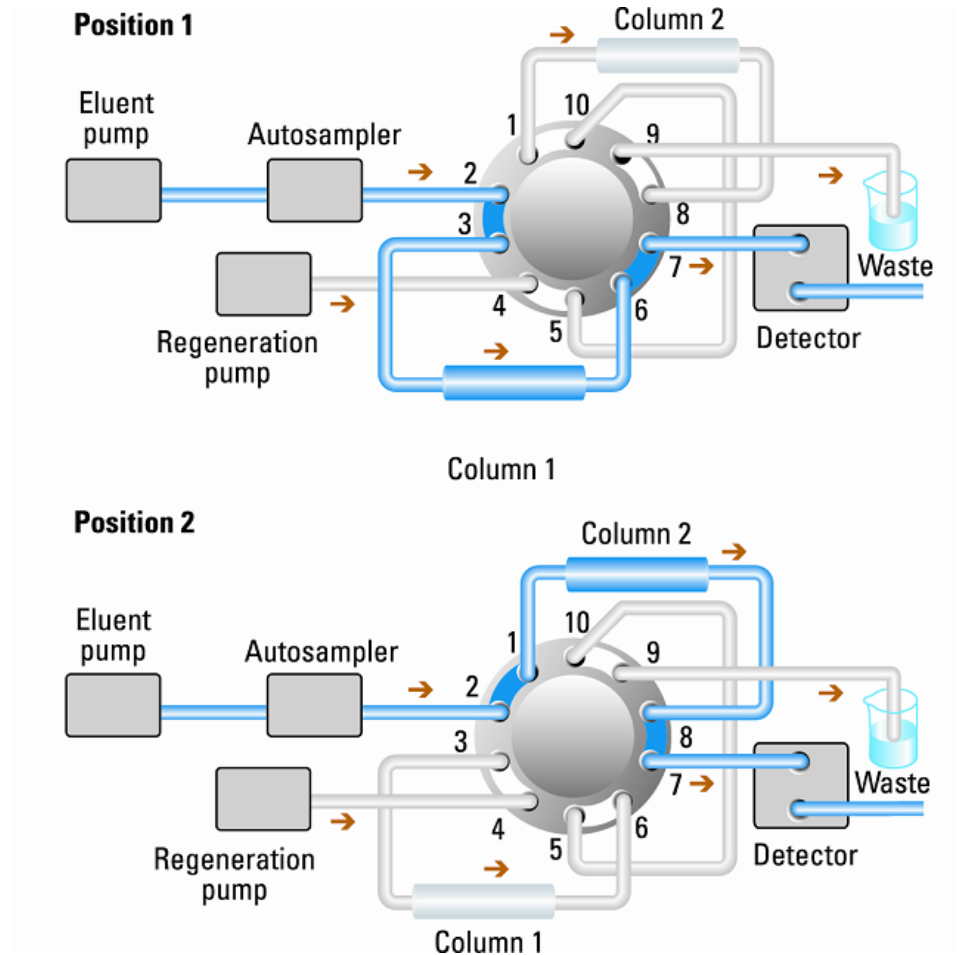 Position 1
Column 2
Eluent
pump
Autosampler
1
10
9
2
3
8
7
4
5
6
Regeneration
pump
Waste
Detector
Column 1
Position 2
Column 2
Eluent
pump
Autosampler
1
10
9
2
3
8
7
4
5
6
Regeneration
pump
Waste
Detector
Column 1